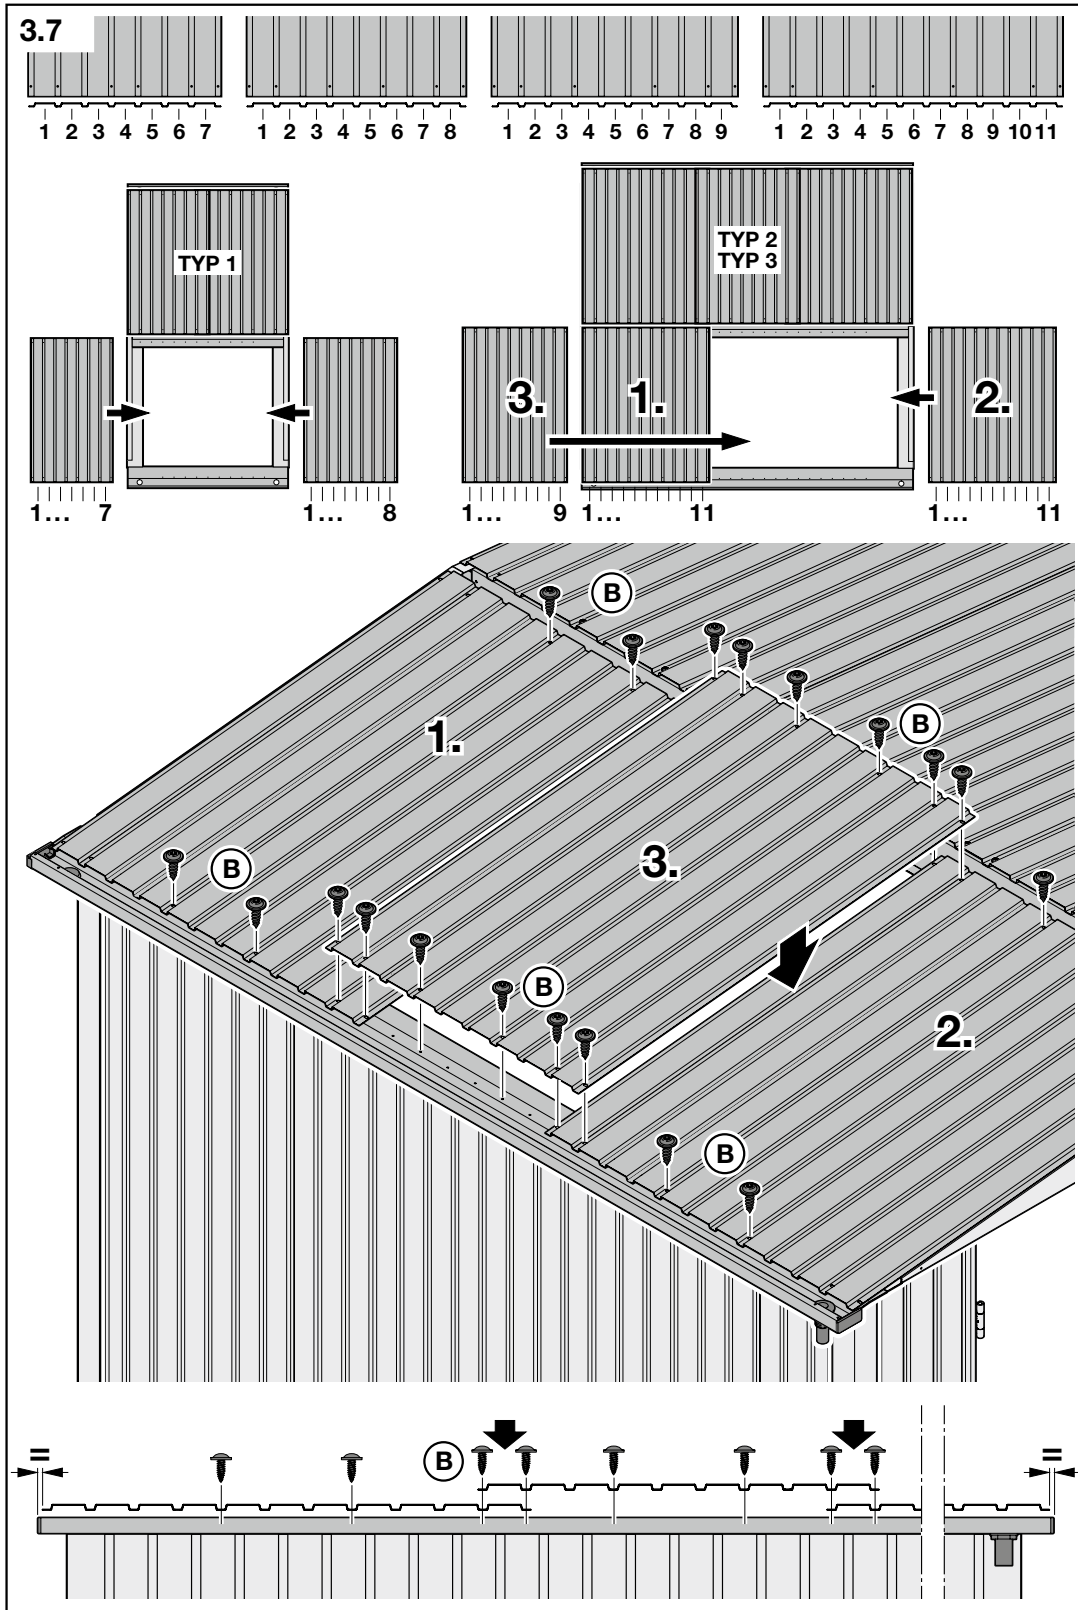 3.7
1 2 3 4 5 6 7
1 2 3 4 5 6 7 8
1 2 3 4 5 6 7 8 9
1 2 3 4 5 6 7 8 9 10 11
TYP 1
TYP 2
TYP 3
3.
1.
2.
1... 7
1... 8
1... 9
1... 11
1... 11
B
B
1.
B
3.
B
2.
B
=
B
=